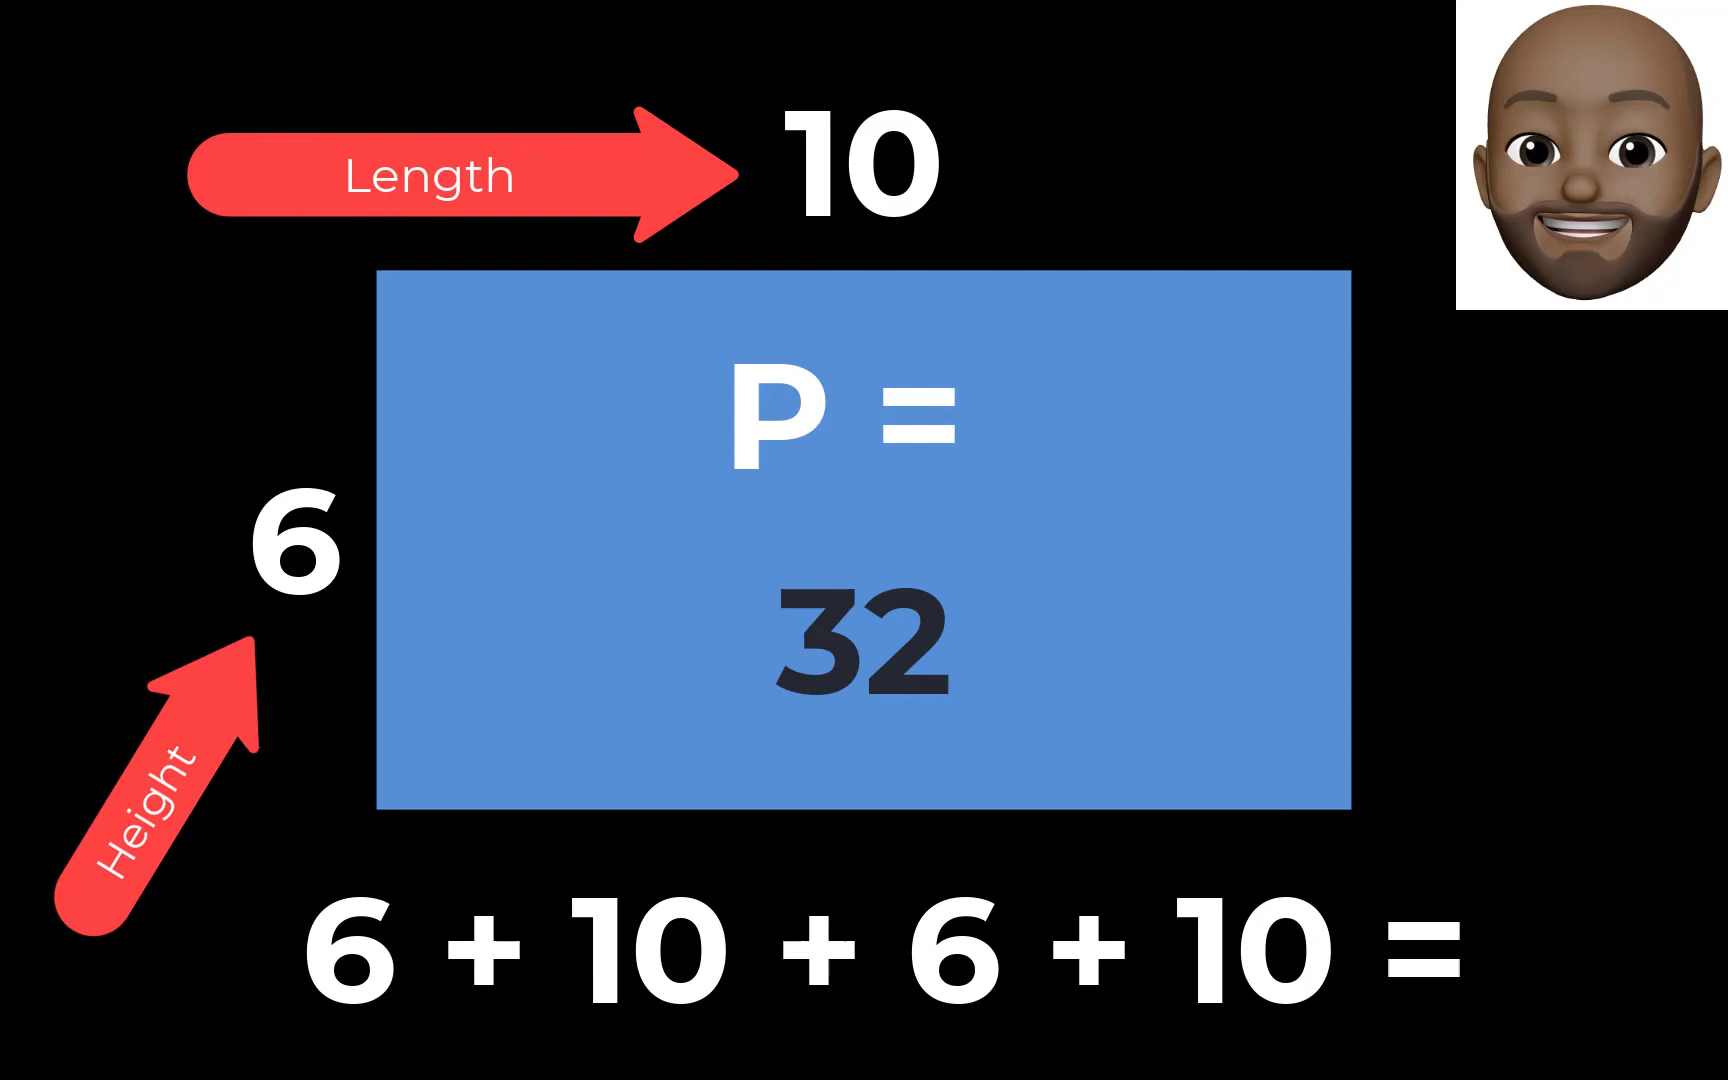 Length
10
P =
6
32
Height
6 + 10 + 6 + 10 =